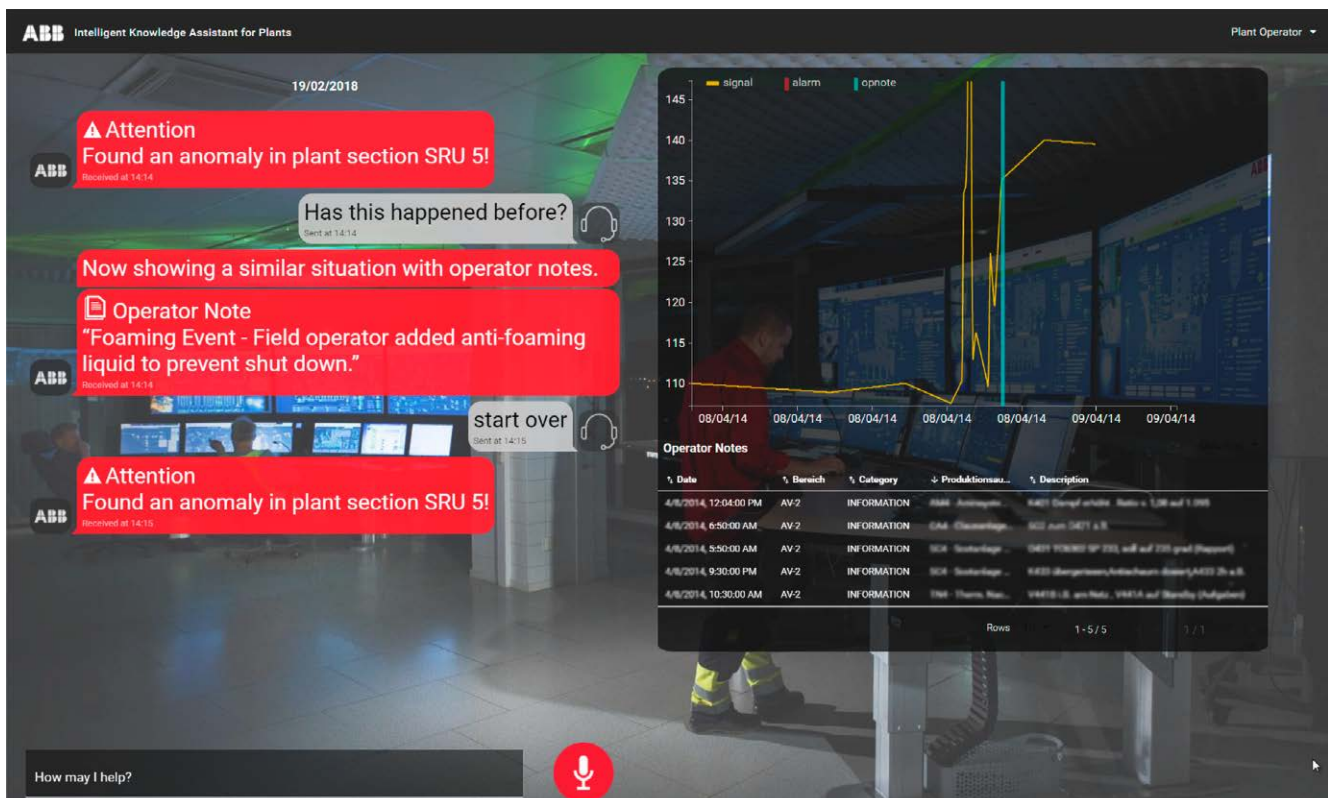 ABB Intelligent Knowledge Assistant for Plants
Plant Operator
19/02/2018
Attention
Found an anomaly in plant section SRU 5!
ABB
Received at 14:14
Has this happened before?
Sent at 14:14
Now showing a similar situation with operator notes.
Operator Note
“Foaming Event - Field operator added anti-foaming
liquid to prevent shut down.”
ABB
Received at 14:14
start over
Sent at 14:15
Attention
Found an anomaly in plant section SRU 5!
ABB
Received at 14:15
How may I help?
signal alarm opnote
145
140
135
130
125
120
115
110
08/04/14 08/04/14 08/04/14 08/04/14 08/04/14 09/04/14 09/04/14
ABB
Operator Notes
Date Bereich Category Produktionsau... Description
4/8/2014, 12:04:00 PM AV-2 INFORMATION
4/8/2014, 6:50:00 AM AV-2 INFORMATION
4/8/2014, 5:50:00 AM AV-2 INFORMATION
4/8/2014, 9:30:00 PM AV-2 INFORMATION
4/8/2014, 10:30:00 AM AV-2 INFORMATION
Rows 1 - 5 / 5 1 / 1